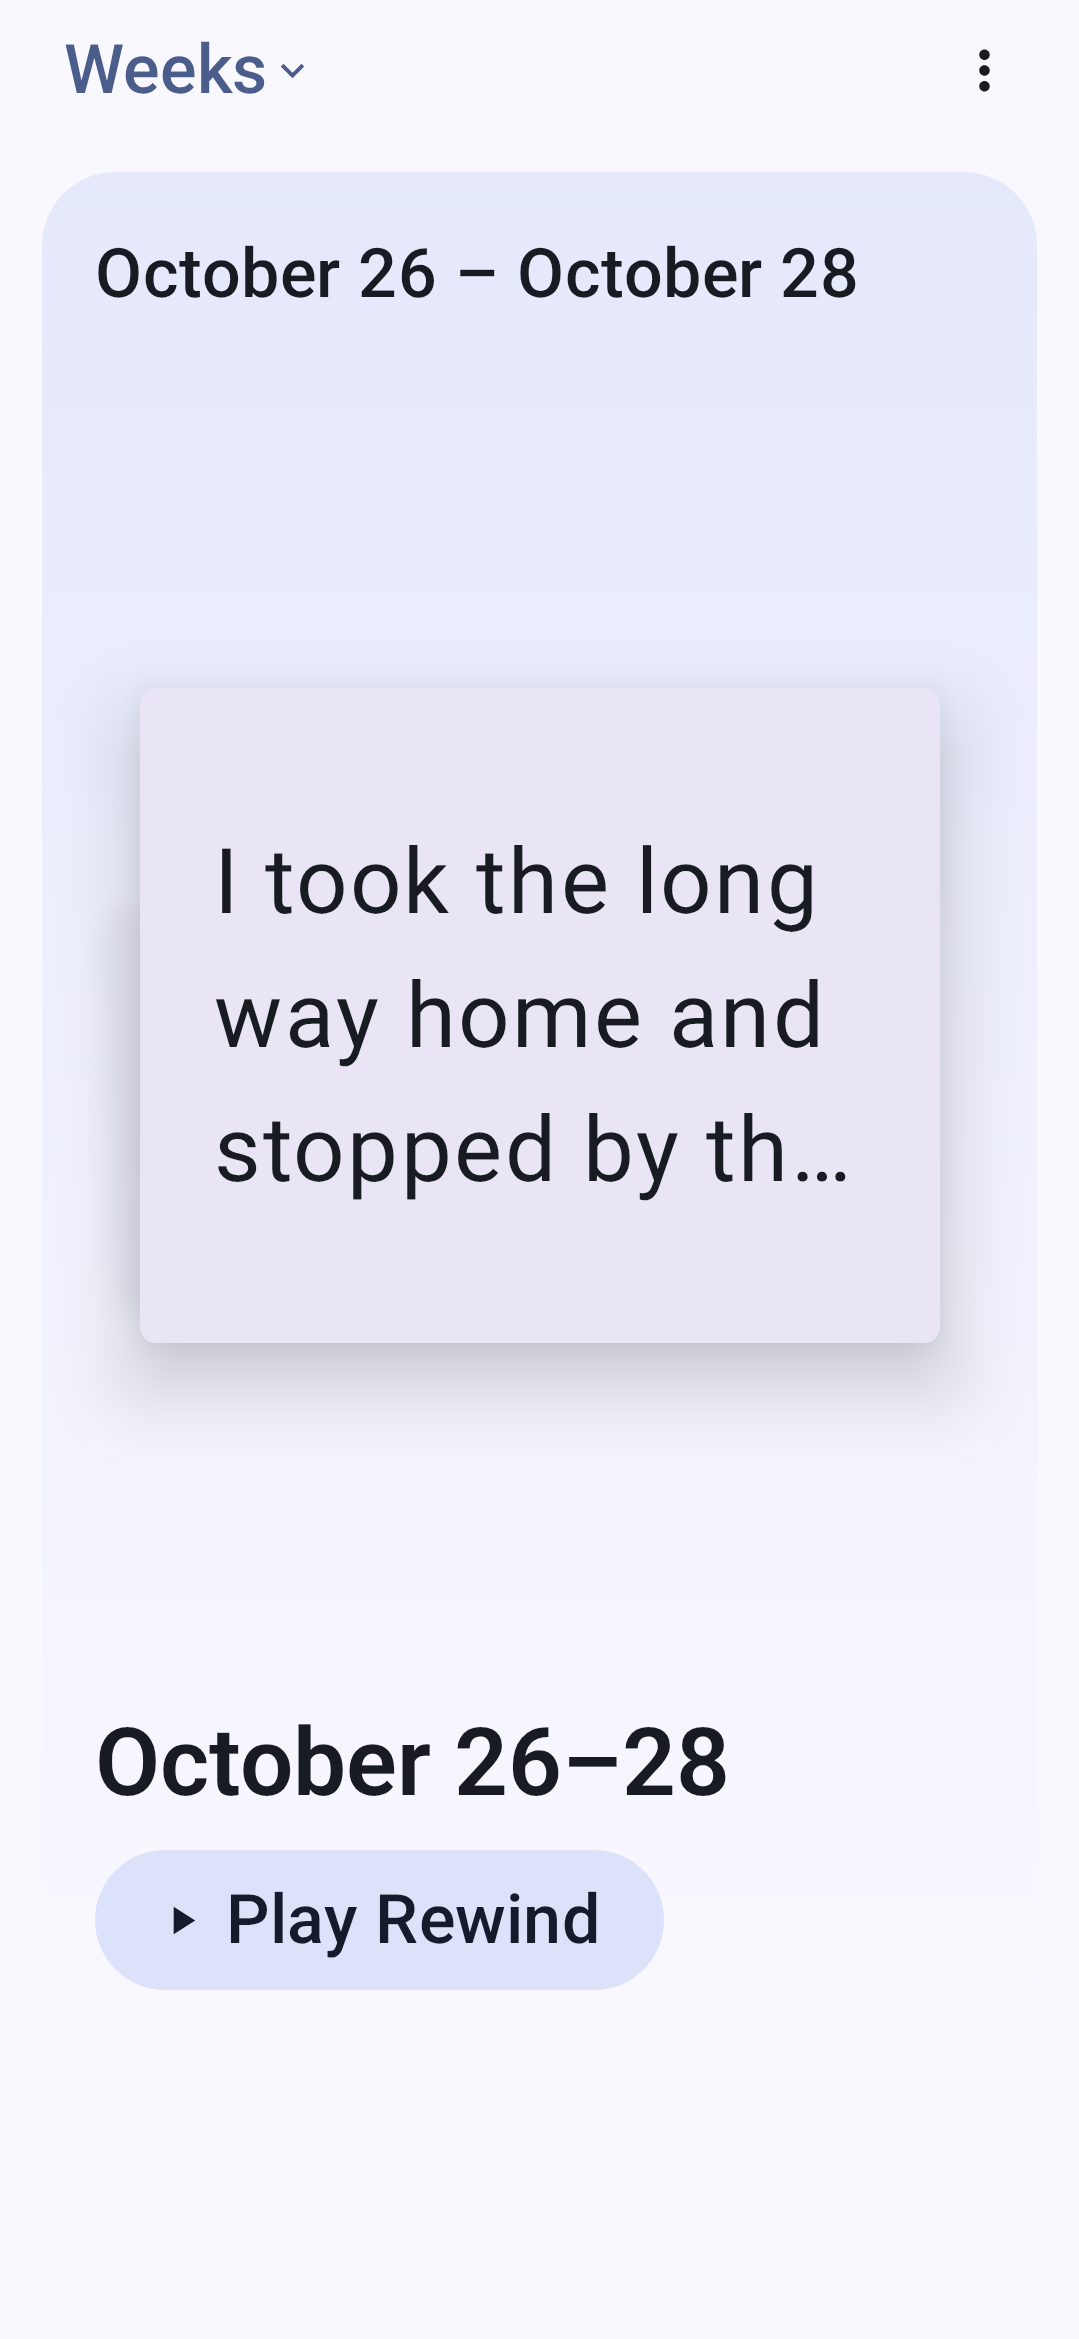 Weeks
October 26 – October 28
I took the long
way home and
stopped by th…
October 26–28
Play Rewind